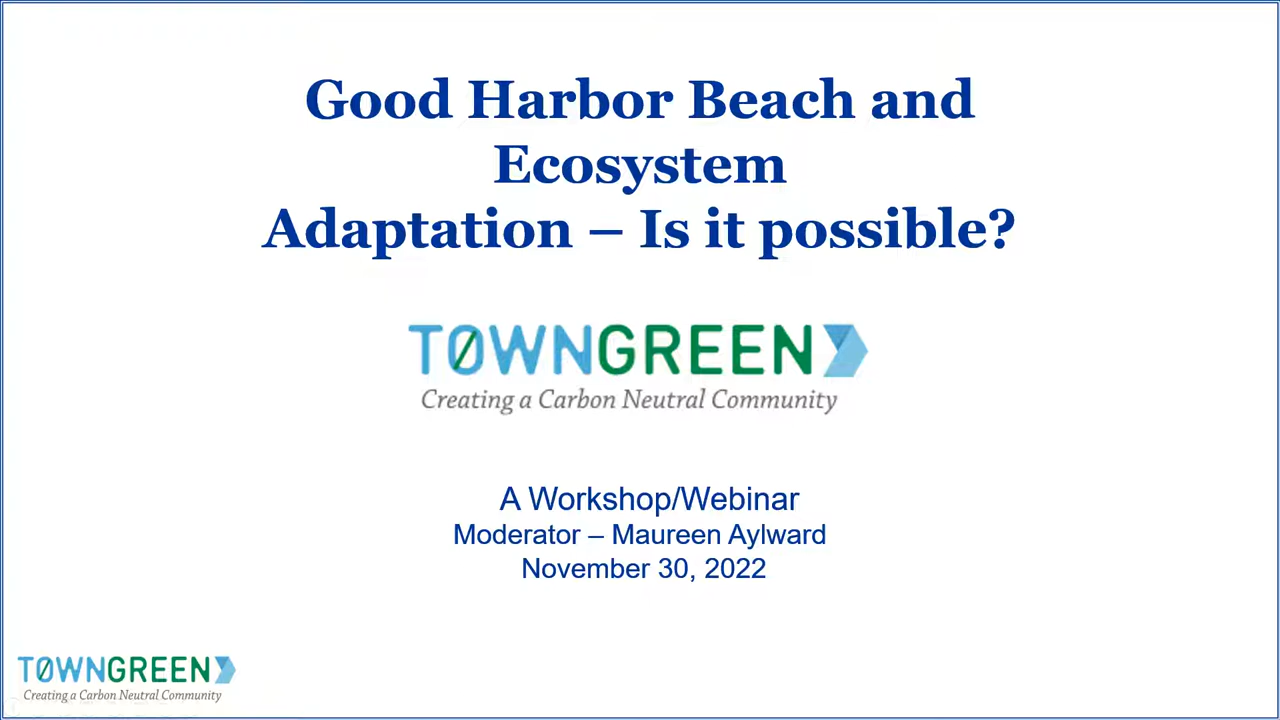 Good Harbor Beach and
Ecosystem
Adaptation – Is it possible?
TØWNGREEN
Creating a Carbon Neutral Community
A Workshop/Webinar
Moderator – Maureen Aylward
November 30, 2022
TØWNGREEN
Creating a Carbon Neutral Community